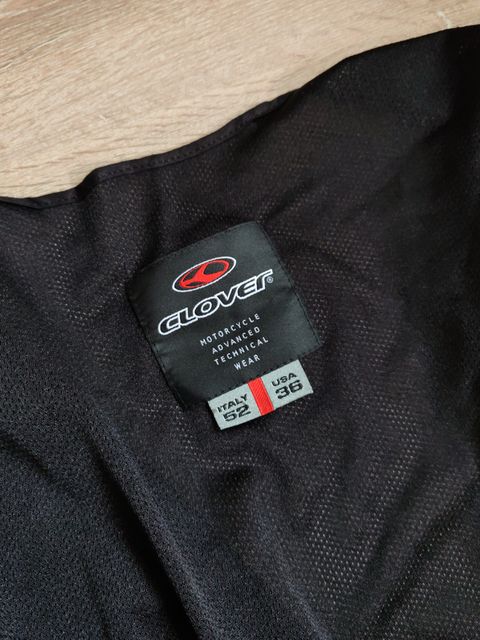 CLOVER®
MOTORCYCLE
ADVANCED
TECHNICAL
WEAR
ITALY
52
USA
36